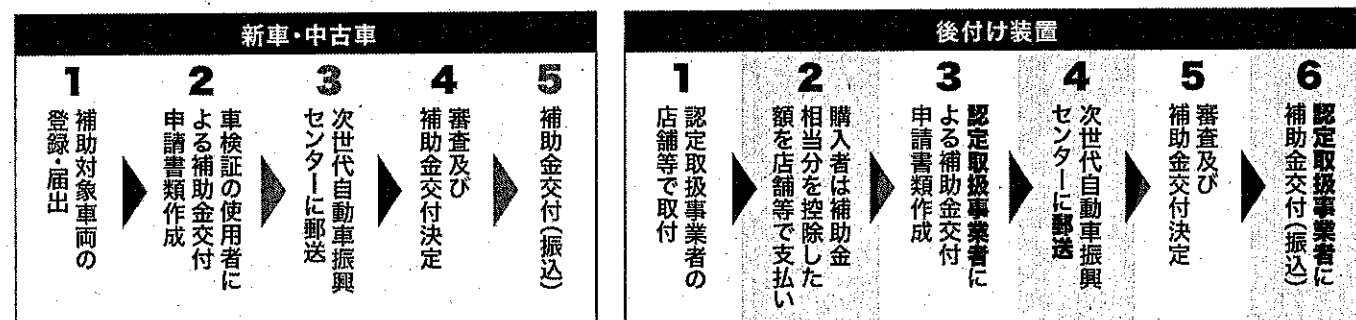 新車・中古車
1
補助対象車両の
登録・届出
2
車検証の使用者に
よる補助金交付
申請書類作成
3
次世代自動車振興
センターに郵送
4
審査及び
補助金交付決定
5
補助金交付（振込）
後付け装置
1
認定取扱事業者の
店舗等で取付
2
購入者は補助金
相当分を控除した
額を店舗等で支払い
3
認定取扱事業者に
よる補助金交付
申請書類作成
4
次世代自動車振興
センターに郵送
5
審査及び
補助金交付決定
6
認定取扱事業者に
補助金交付（振込）